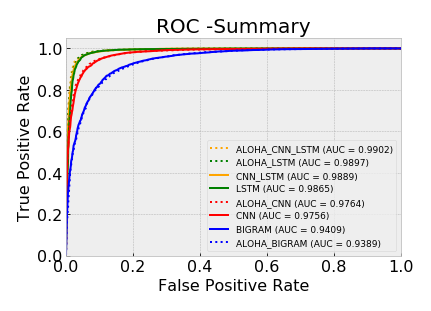 ROC -Summary
True Positive Rate
1.0
0.8
0.6
0.4
0.2
0.0
ALOHA_CNN_LSTM (AUC = 0.9902)
ALOHA_LSTM (AUC = 0.9897)
CNN_LSTM (AUC = 0.9889)
LSTM (AUC = 0.9865)
ALOHA_CNN (AUC = 0.9764)
CNN (AUC = 0.9756)
BIGRAM (AUC = 0.9409)
ALOHA_BIGRAM (AUC = 0.9389)
0.0 0.2 0.4 0.6 0.8 1.0
False Positive Rate